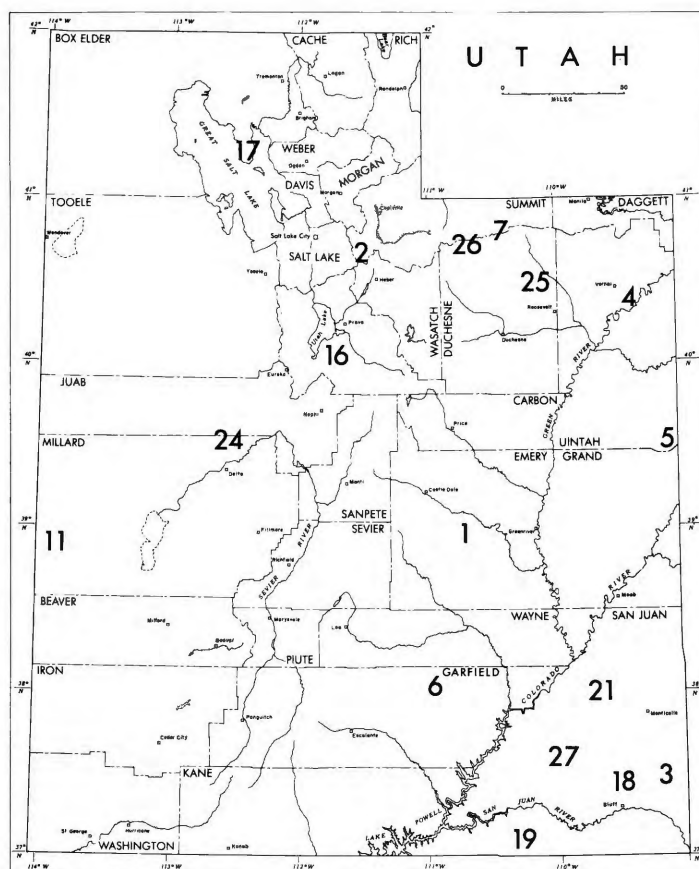 114° W
113° W
112° W
42°
N
42
N
BOX ELDER
CACHE
RICH
UTAH
0
50
MILES
Tremonton
Logan
Randolph
Brigham
GREAT SALT LAKE
17
WEBER
Ogden
MORGAN
DAVIS
Morgan
41°
N
111° W
110° W
41°
N
TOOELE
SUMMIT
Manila
DAGGETT
Wendover
Salt Lake City
Coalville
7
26
2
SALT LAKE
Tooele
Heber
25
Vernal
4
Roosevelt
WASATCH
DUCHESNE
Utah Lake
Provo
Duchesne
RIVER
16
40°
N
40°
N
Eureka
JUAB
CARBON
GREEN
Nephi
Price
UINTAH
5
MILLARD
24
EMERY
GRAND
Delta
Manti
Castle Dale
SANPETE
39°
N
39°
N
11
Fillmore
SEVIER
1
Greenriver
RIVER
Richfield
SEVIER
RIVER
Moab
BEAVER
WAYNE
SAN JUAN
Milford
Marysvale
Loa
Beaver
PIUTE
IRON
GARFIELD
COLORADO
38°
N
38°
N
6
21
Monticello
Panguitch
Cedar City
Escalante
27
KANE
3
18
Bluff
POWELL
SAN JUAN RIVER
St George
Hurricane
LAKE
19
Kanab
37°
N
WASHINGTON
37°
N
114° W
113° W
112° W
111° W
110° W